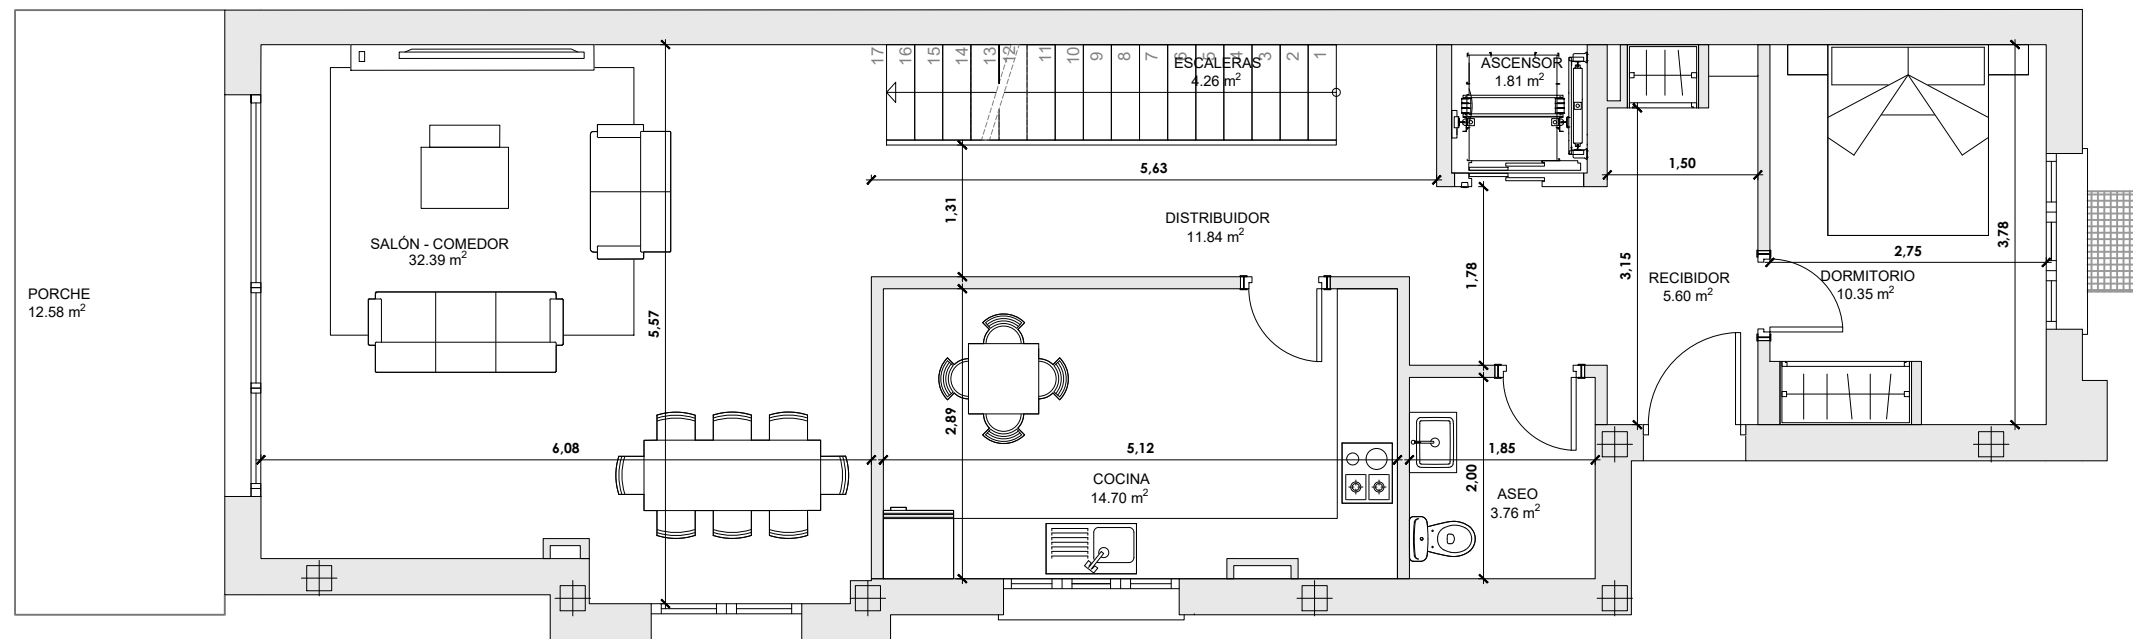 17
16
15
14
13
12
11
10
9
8
7
6
5
4
3
2
1
ESCALERAS
4.26 m²
ASCENSOR
1.81 m²
5,63
1,50
1,31
DISTRIBUIDOR
11.84 m²
SALÓN - COMEDOR
32.39 m²
3,78
2,75
1,78
3,15
RECIBIDOR
5.60 m²
DORMITORIO
10.35 m²
PORCHE
12.58 m²
5,57
2,89
6,08
5,12
1,85
COCINA
14.70 m²
2,00
ASEO
3.76 m²